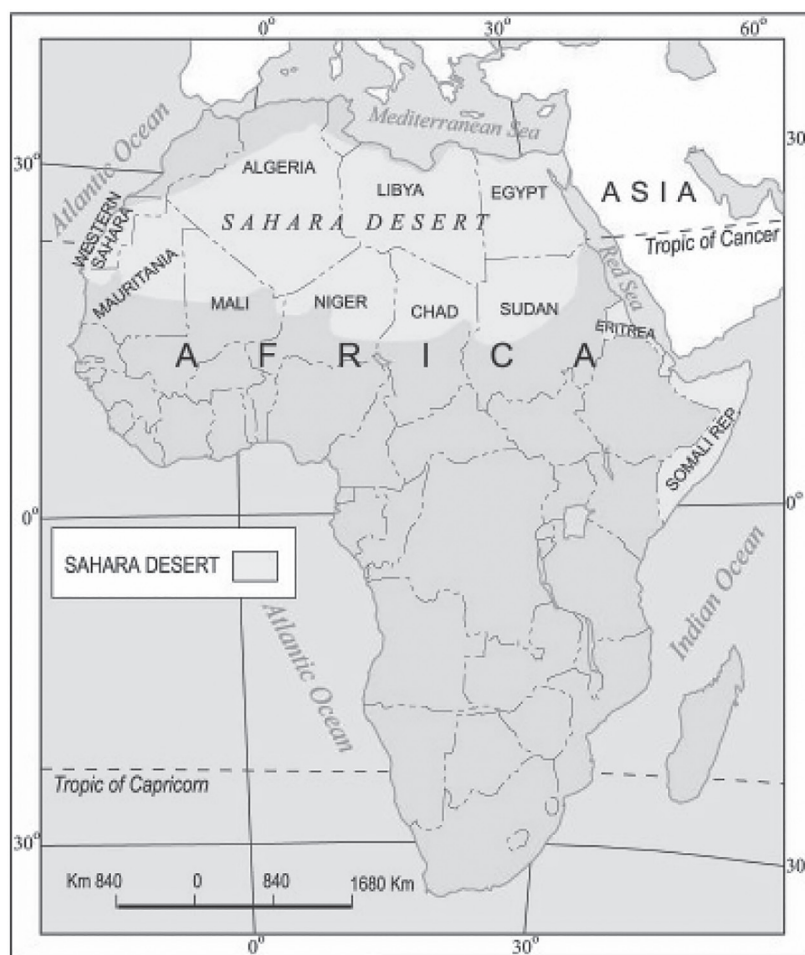 0° 30° 60°
Atlantic Ocean
Mediterranean Sea
30° 30
ALGERIA
LIBYA
EGYPT
ASIA
WESTERN
SAHARA
SAHARA DESERT
Tropic of Cancer
Red Sea
MAURITANIA
MALI
NIGER
CHAD
SUDAN
ERITREA
AFRICA
SOMALI REP.
0° 0°
SAHARA DESERT
Atlantic Ocean
Indian Ocean
Tropic of Capricorn
30° 30
Km 840 0 840 1680 Km
0° 30°